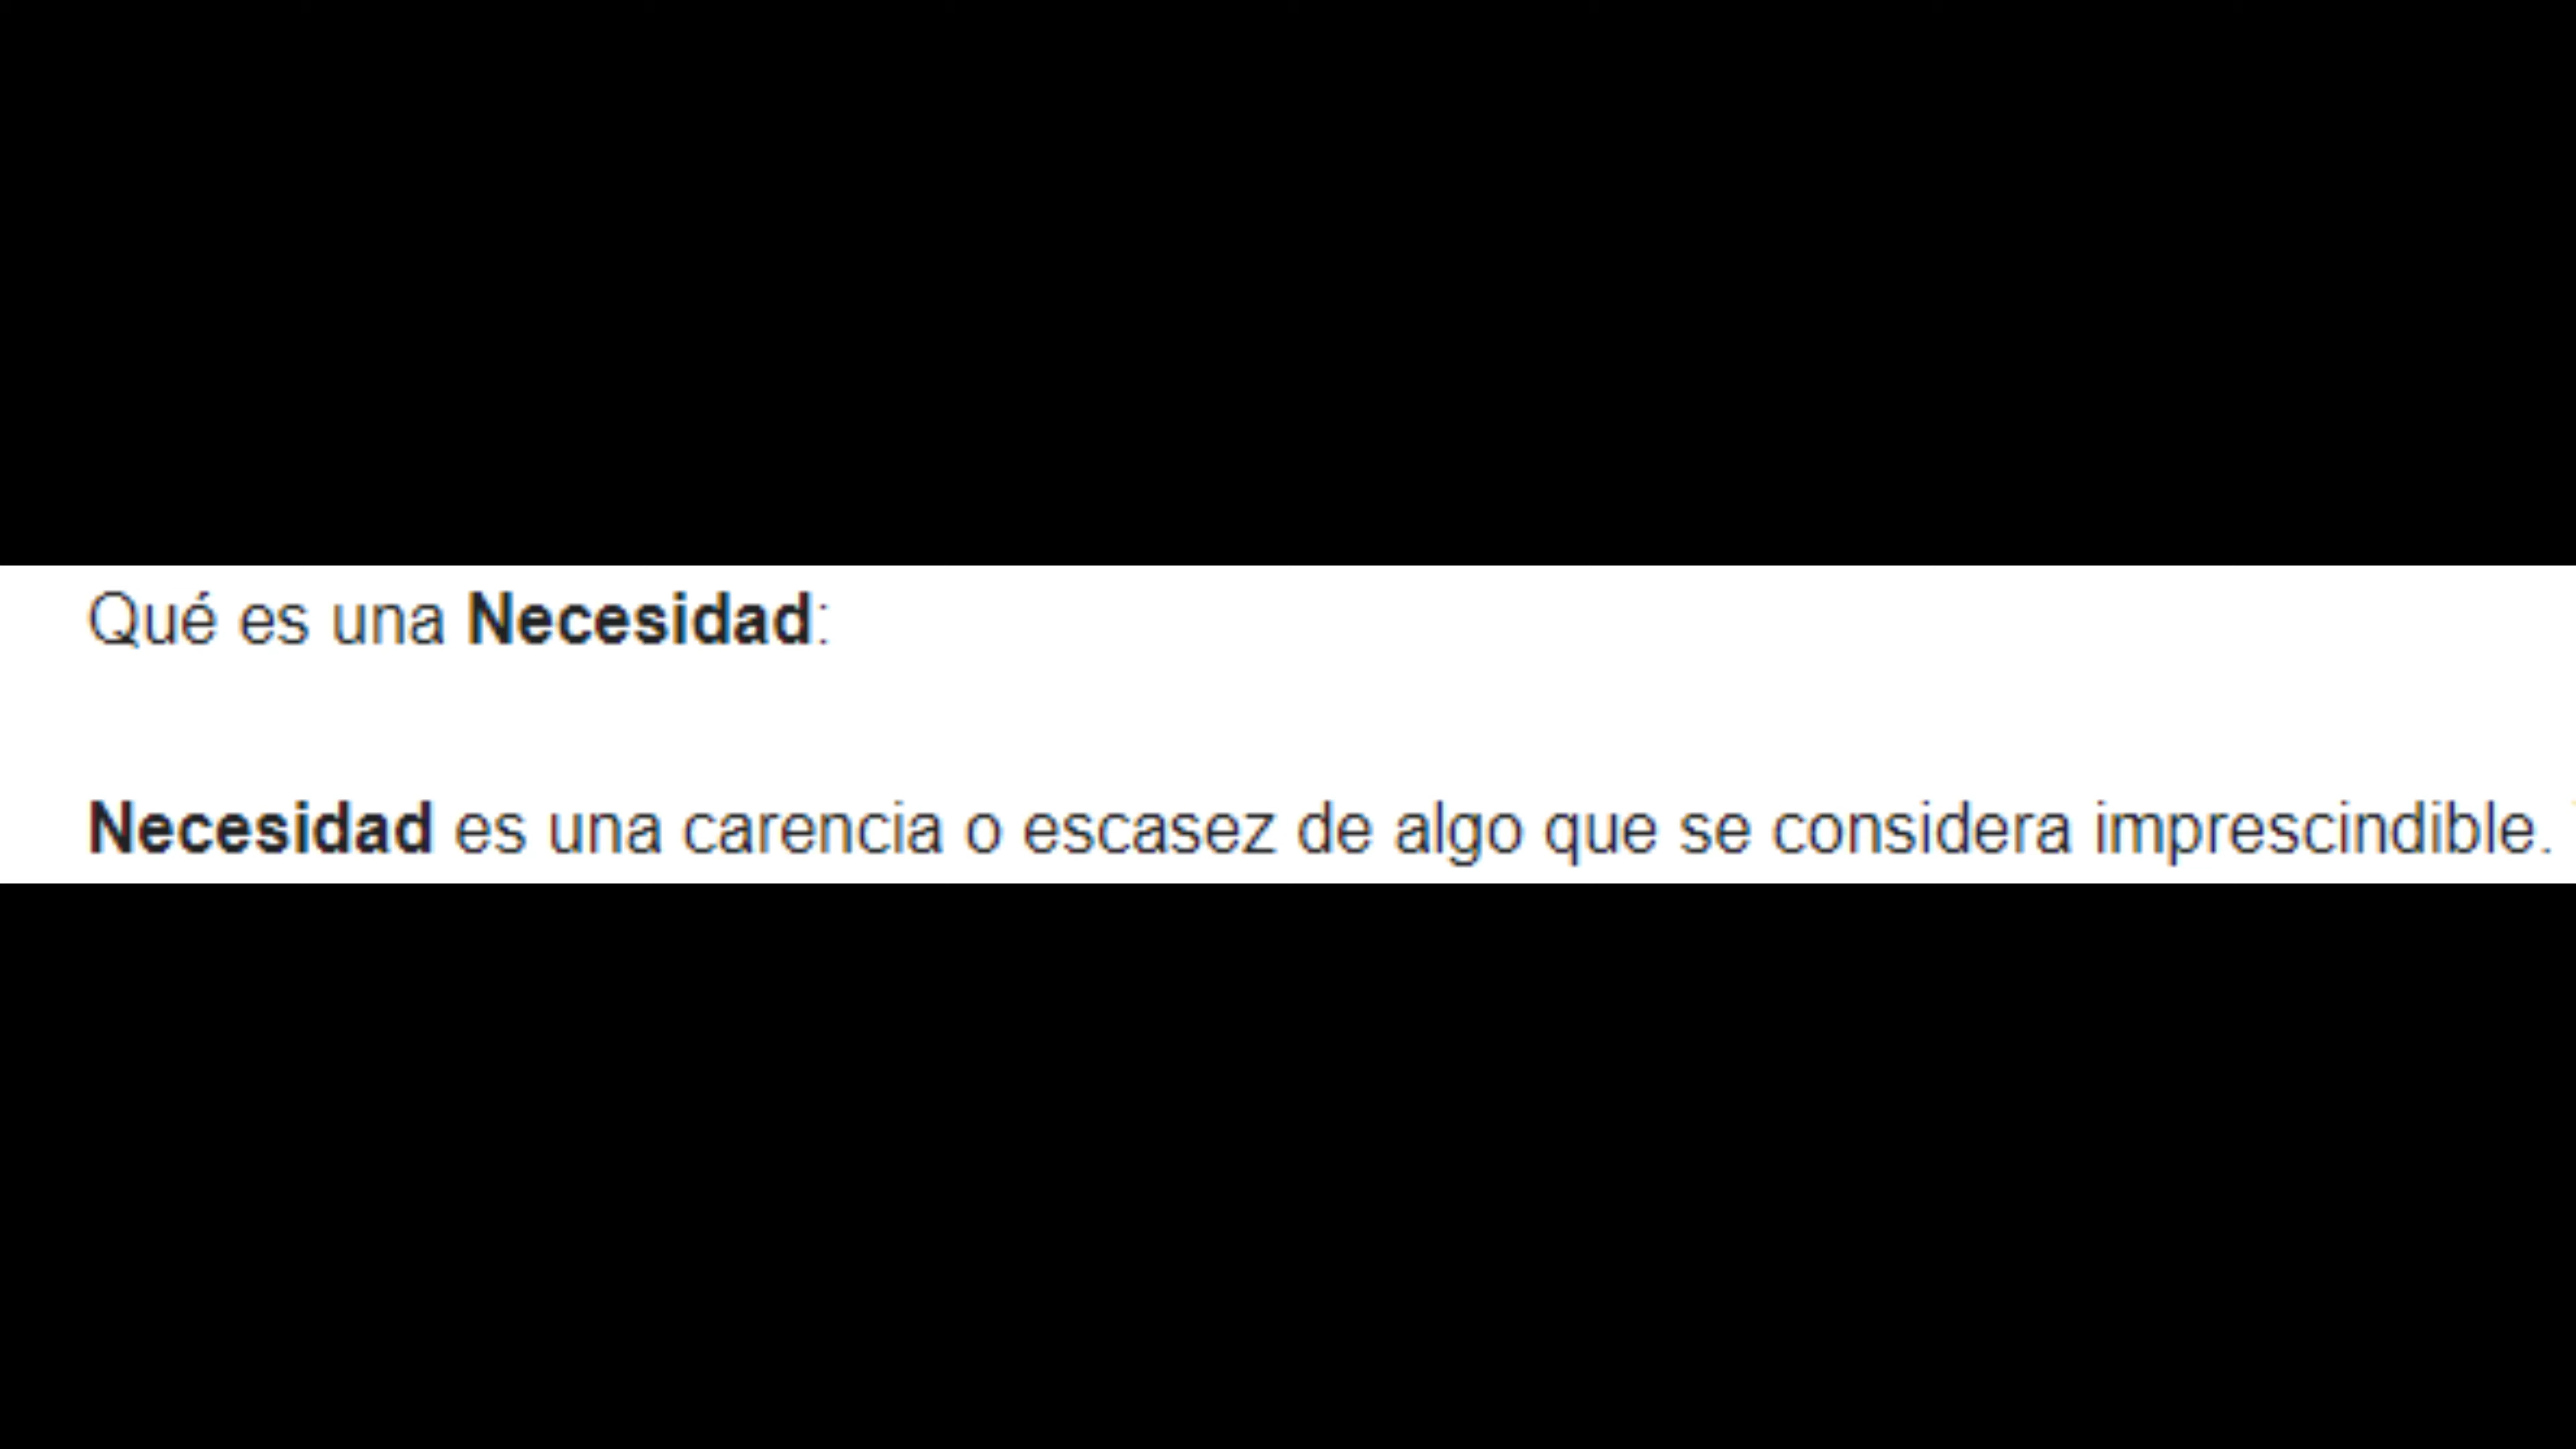 Qué es una Necesidad:
Necesidad es una carencia o escasez de algo que se considera imprescindible.